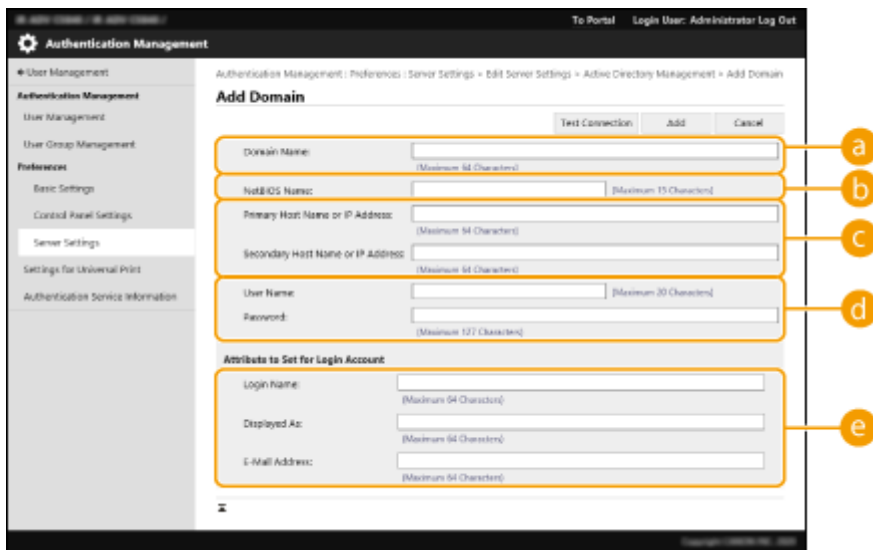 To Portal Login User: Administrator Log Out
Authentication Management
User Management
Authentication Management : Preferences : Server Settings > Edit Server Settings > Active Directory Management > Add Domain
Authentication Management
User Management
User Group Management
Preferences
Basic Settings
Control Panel Settings
Server Settings
Settings for Universal Print
Authentication Service Information
Add Domain
Test Connection Add Cancel
Domain Name:
(Maximum 64 Characters)
a
NetBIOS Name: (Maximum 15 Characters)
b
Primary Host Name or IP Address:
(Maximum 64 Characters)
Secondary Host Name or IP Address:
(Maximum 64 Characters)
c
User Name: (Maximum 20 Characters)
Password:
(Maximum 127 Characters)
d
Attribute to Set for Login Account
Login Name:
(Maximum 64 Characters)
Displayed As:
(Maximum 64 Characters)
E-Mail Address:
(Maximum 64 Characters)
e